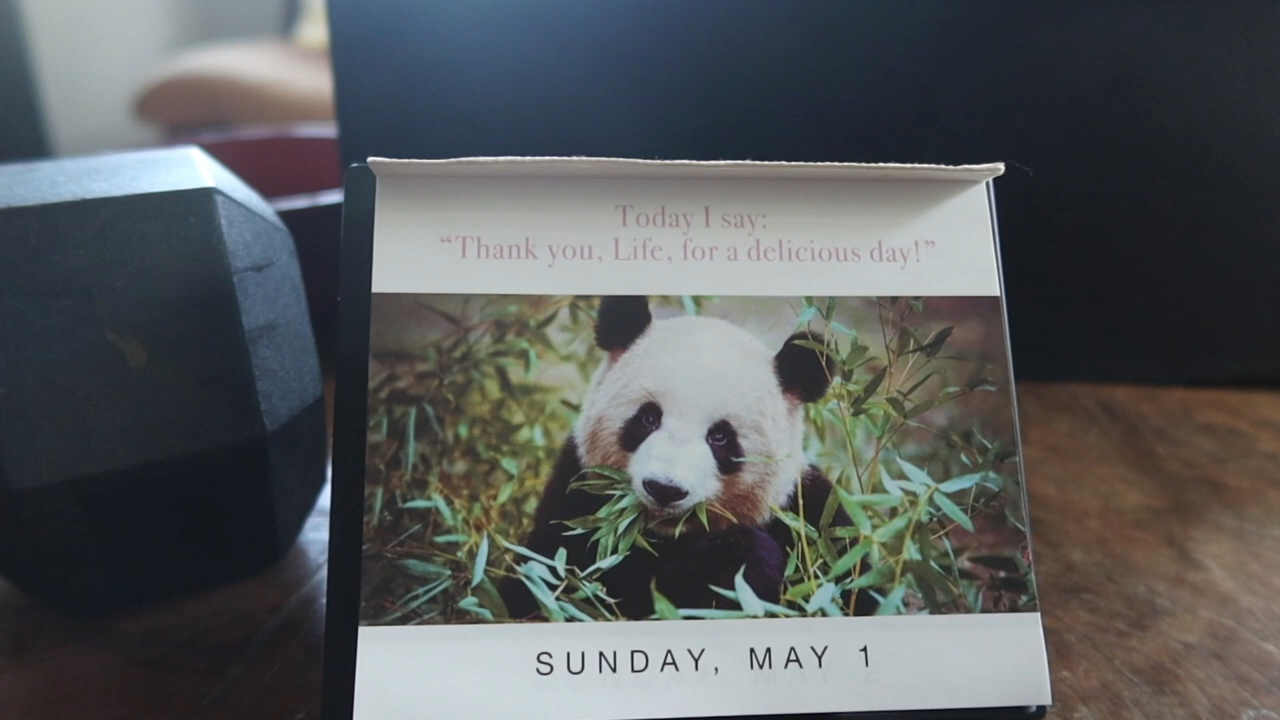 Today I say:
“Thank you, Life, for a delicious day!”
SUNDAY, MAY 1